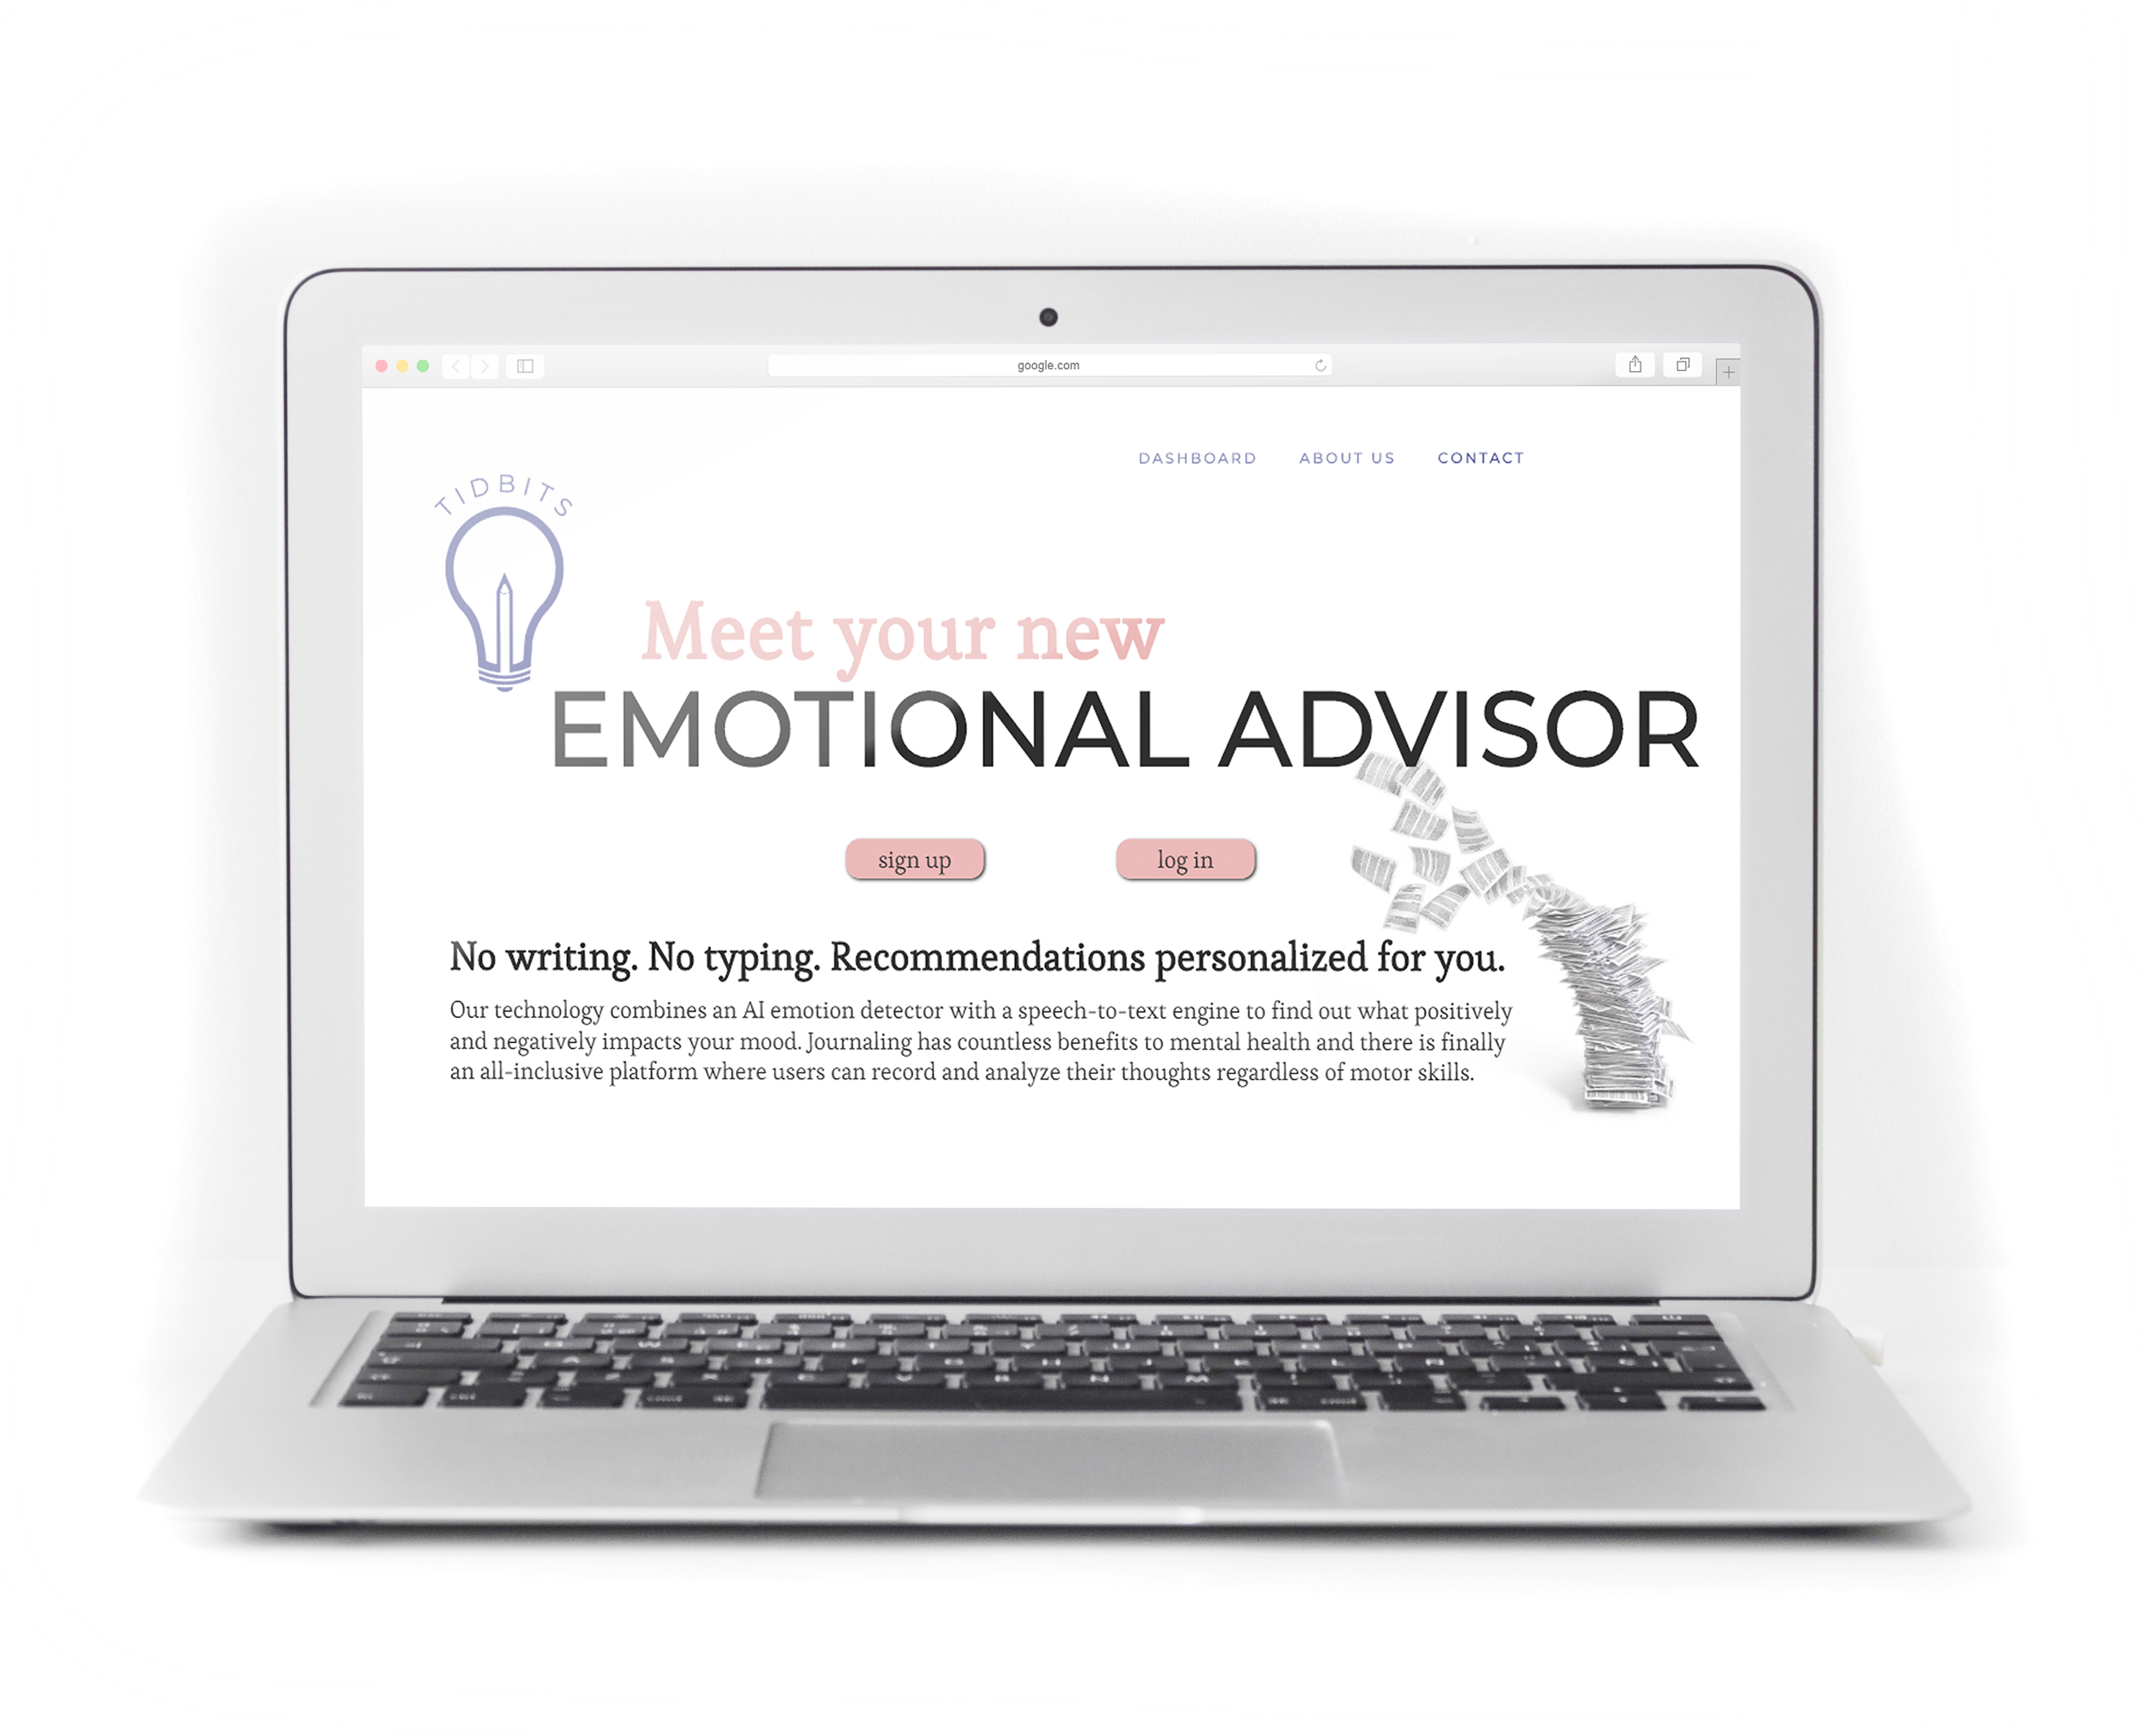 google.com
DASHBOARD ABOUT US CONTACT
TIDBITS
Meet your new
EMOTIONAL ADVISOR
sign up log in
No writing. No typing. Recommendations personalized for you.
Our technology combines an AI emotion detector with a speech-to-text engine to find out what positively
and negatively impacts your mood. Journaling has countless benefits to mental health and there is finally
an all-inclusive platform where users can record and analyze their thoughts regardless of motor skills.